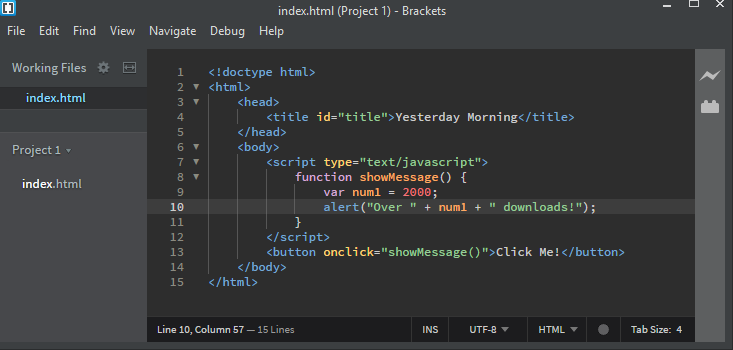 index.html (Project 1) - Brackets
File Edit Find View Navigate Debug Help
Working Files
index.html
Project 1
index.html
1 <!doctype html>
2 <html>
3 <head>
4 <title id="title">Yesterday Morning</title>
5 </head>
6 <body>
7 <script type="text/javascript">
8 function showMessage() {
9 var num1 = 2000;
10 alert("Over " + num1 + " downloads!");
11 }
12 </script>
13 <button onclick="showMessage()">Click Me!</button>
14 </body>
15 </html>
Line 10, Column 57 — 15 Lines INS UTF-8 HTML Tab Size: 4